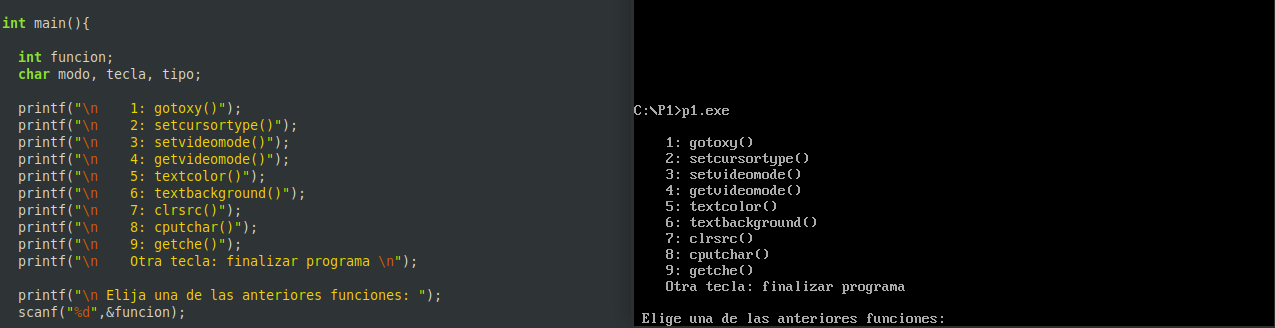 int main(){
int funcion;
char modo, tecla, tipo;
printf("\n    1: gotoxy()");
printf("\n    2: setcursortype()");
printf("\n    3: setvideomode()");
printf("\n    4: getvideomode()");
printf("\n    5: textcolor()");
printf("\n    6: textbackground()");
printf("\n    7: clrsrc()");
printf("\n    8: cputchar()");
printf("\n    9: getche()");
printf("\n    Otra tecla: finalizar programa \n");
printf("\n Elija una de las anteriores funciones: ");
scanf("%d",&funcion);
C:\P1>p1.exe
1: gotoxy()
2: setcursortype()
3: setvideomode()
4: getvideomode()
5: textcolor()
6: textbackground()
7: clrsrc()
8: cputchar()
9: getche()
Otra tecla: finalizar programa
Elige una de las anteriores funciones: